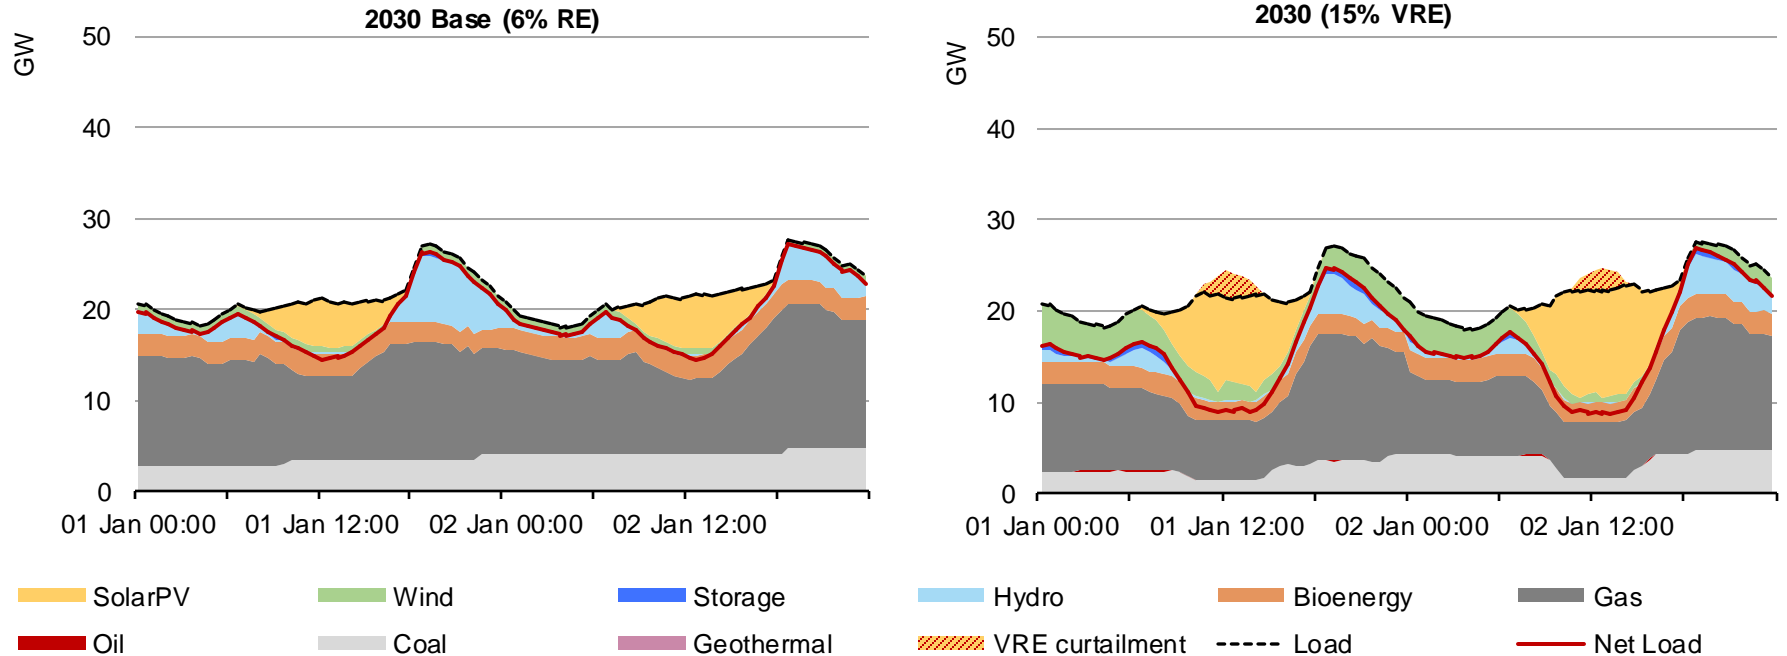 2030 Base (6% RE)
GW
50
40
30
20
10
0
01 Jan 00:00 01 Jan 12:00 02 Jan 00:00 02 Jan 12:00
2030 (15% VRE)
GW
50
40
30
20
10
0
01 Jan 00:00 01 Jan 12:00 02 Jan 00:00 02 Jan 12:00
SolarPV Wind Storage Hydro Bioenergy Gas
Oil Coal Geothermal VRE curtailment Load Net Load